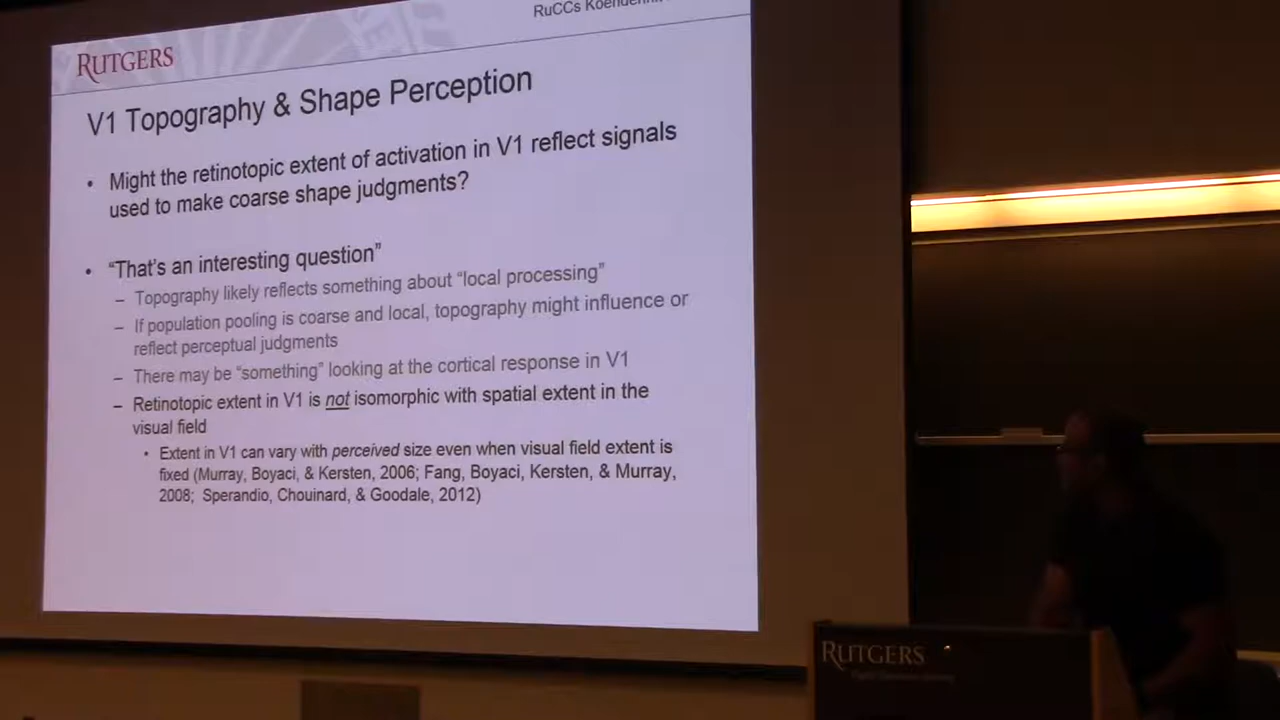 RuCCs
RUTGERS
V1 Topography & Shape Perception
• Might the retinotopic extent of activation in V1 reflect signals
used to make coarse shape judgments?
• “That’s an interesting question”
– Topography likely reflects something about “local processing”
– If population pooling is coarse and local, topography might influence or
reflect perceptual judgments
– There may be “something” looking at the cortical response in V1
– Retinotopic extent in V1 is not isomorphic with spatial extent in the
visual field
• Extent in V1 can vary with perceived size even when visual field extent is
fixed (Murray, Boyaci, & Kersten, 2006; Fang, Boyaci, Kersten, & Murray,
2008; Sperandio, Chouinard, & Goodale, 2012)
RUTGERS